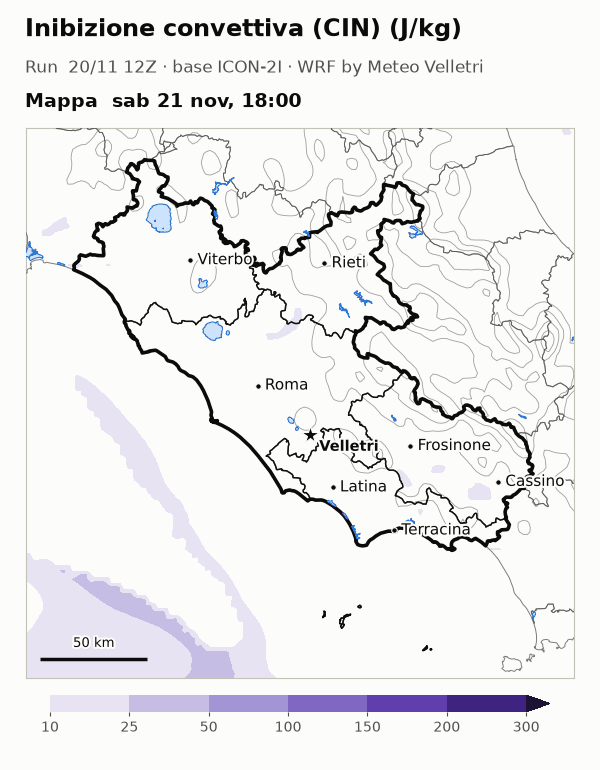 Inibizione convettiva (CIN) (J/kg)
Run  20/11 12Z · base ICON-2I · WRF by Meteo Velletri
Mappa  sab 21 nov, 18:00
Viterbo
Rieti
Roma
Velletri
Frosinone
Cassino
Latina
Terracina
50 km
10 25 50 100 150 200 300